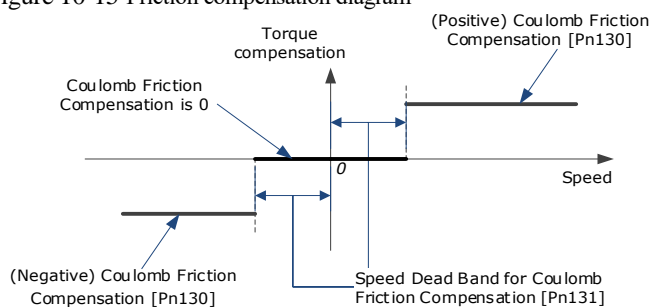 Figure 10-13 Friction compensation diagram
(Positive) Coulomb Friction
Compensation [Pn130]
Torque
compensation
Coulomb Friction
Compensation is 0
0
Speed
(Negative) Coulomb Friction
Compensation [Pn130]
Speed Dead Band for Coulomb
Friction Compensation [Pn131]